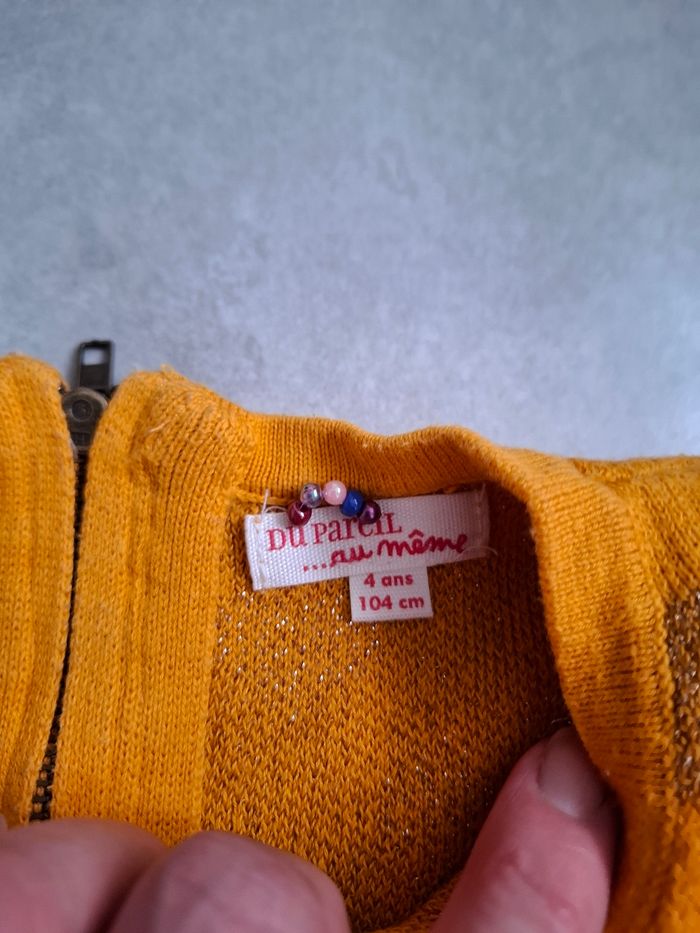 DU PAREIL
...au même
4 ans
104 cm